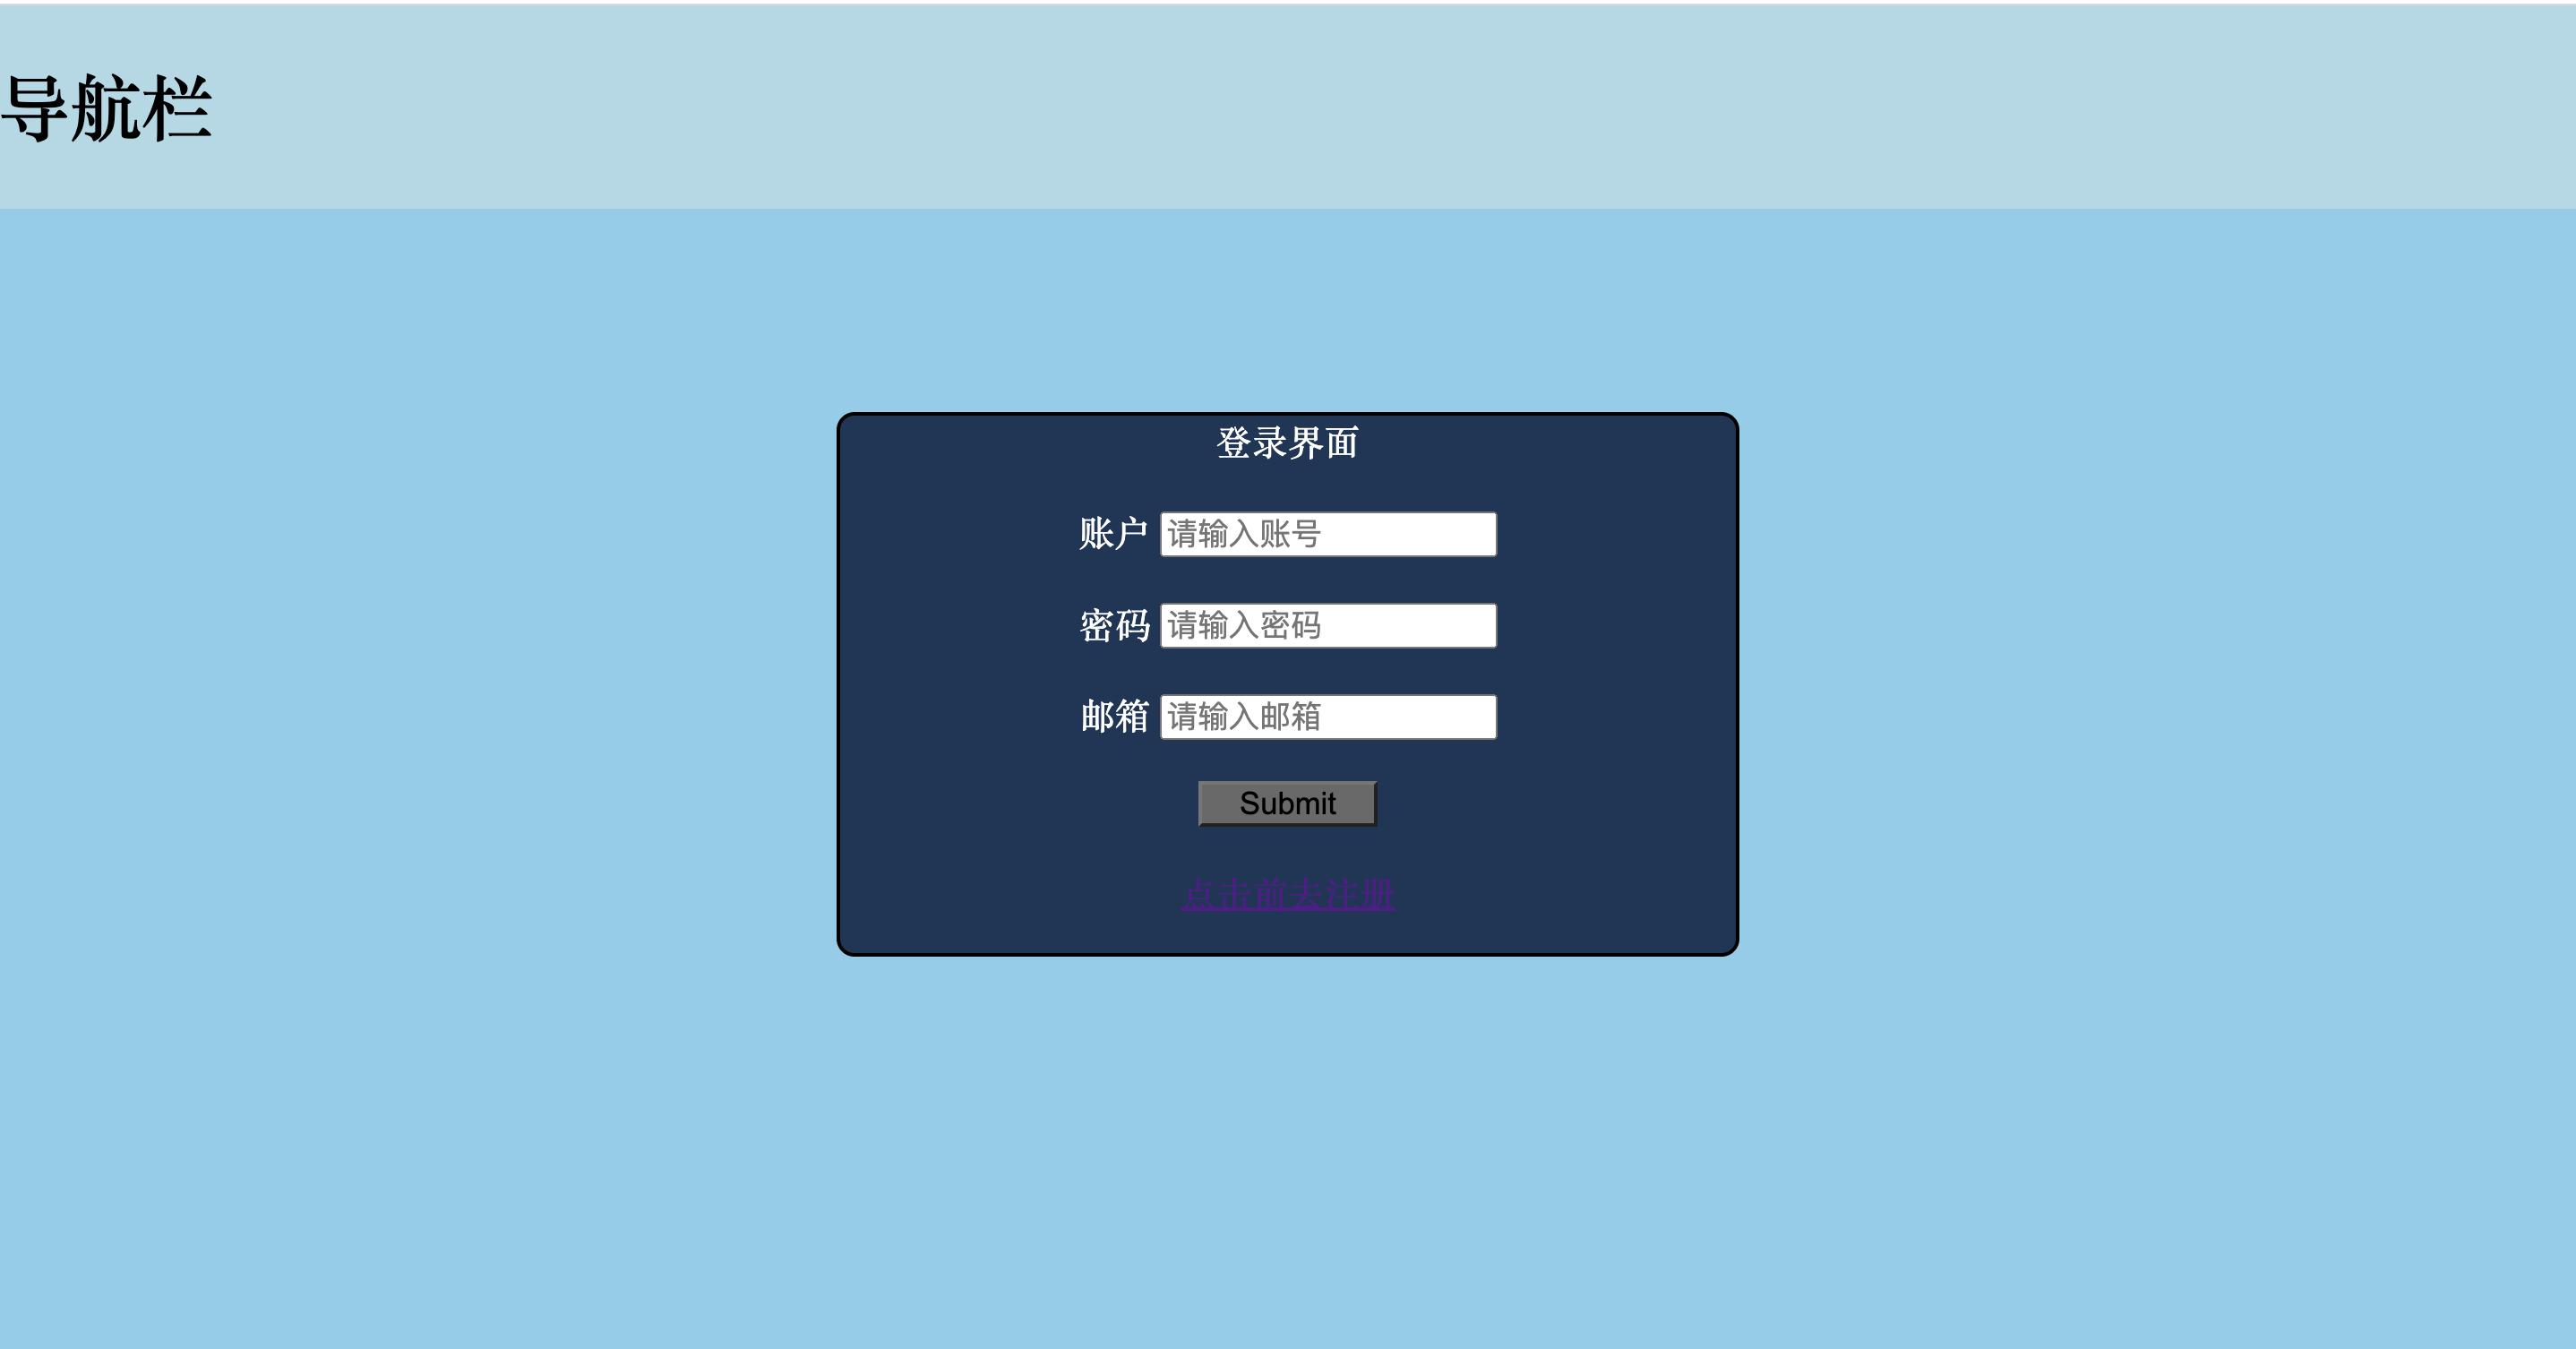 导航栏
登录界面
账户 请输入账号
密码 请输入密码
邮箱 请输入邮箱
Submit
点击前去注册